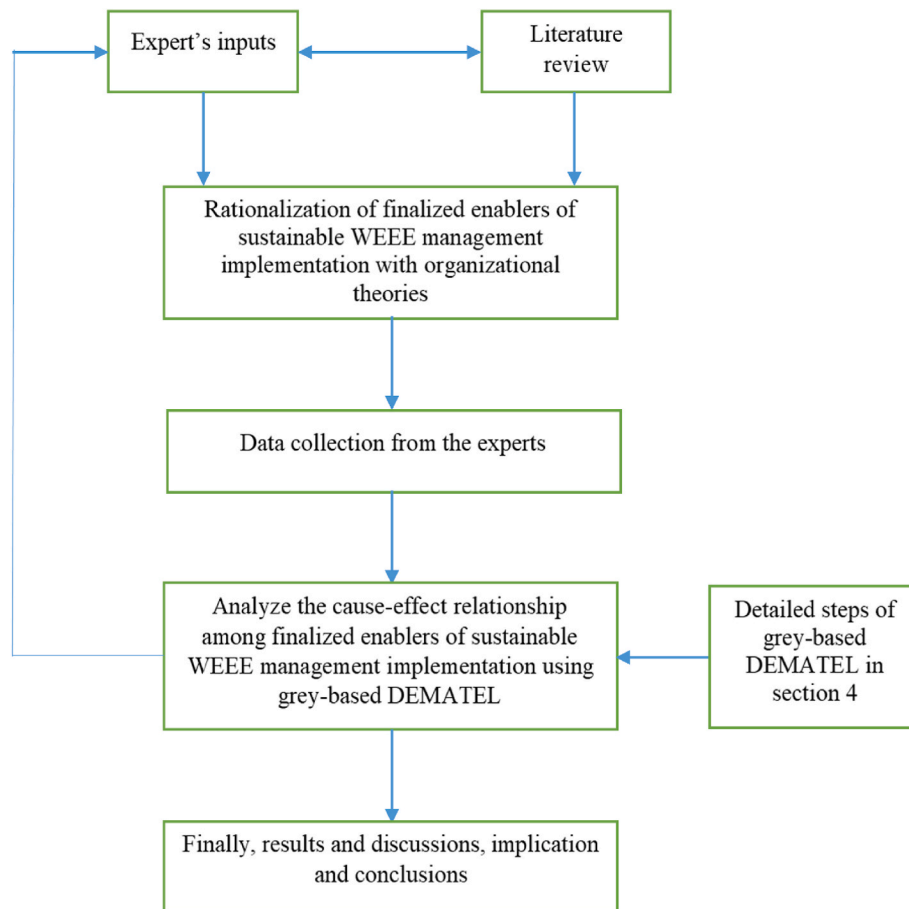 Expert's inputs
Literature
review
Rationalization of finalized enablers of
sustainable WEEE management
implementation with organizational
theories
Data collection from the experts
Analyze the cause-effect relationship
among finalized enablers of sustainable
WEEE management implementation using
grey-based DEMATEL
Detailed steps of
grey-based
DEMATEL in
section 4
Finally, results and discussions, implication
and conclusions